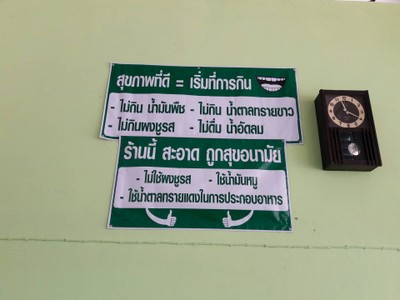 สุขภาพที่ดี = เริ่มที่การกิน
- ไม่กิน น้ำมันพืช - ไม่กิน น้ำตาลทรายขาว
- ไม่กินผงชูรส - ไม่ดื่ม น้ำอัดลม
ร้านนี้ สะอาด ถูกสุขอนามัย
- ไม่ใช้ผงชูรส - ใช้น้ำมันหมู
- ใช้น้ำตาลทรายแดงในการประกอบอาหาร